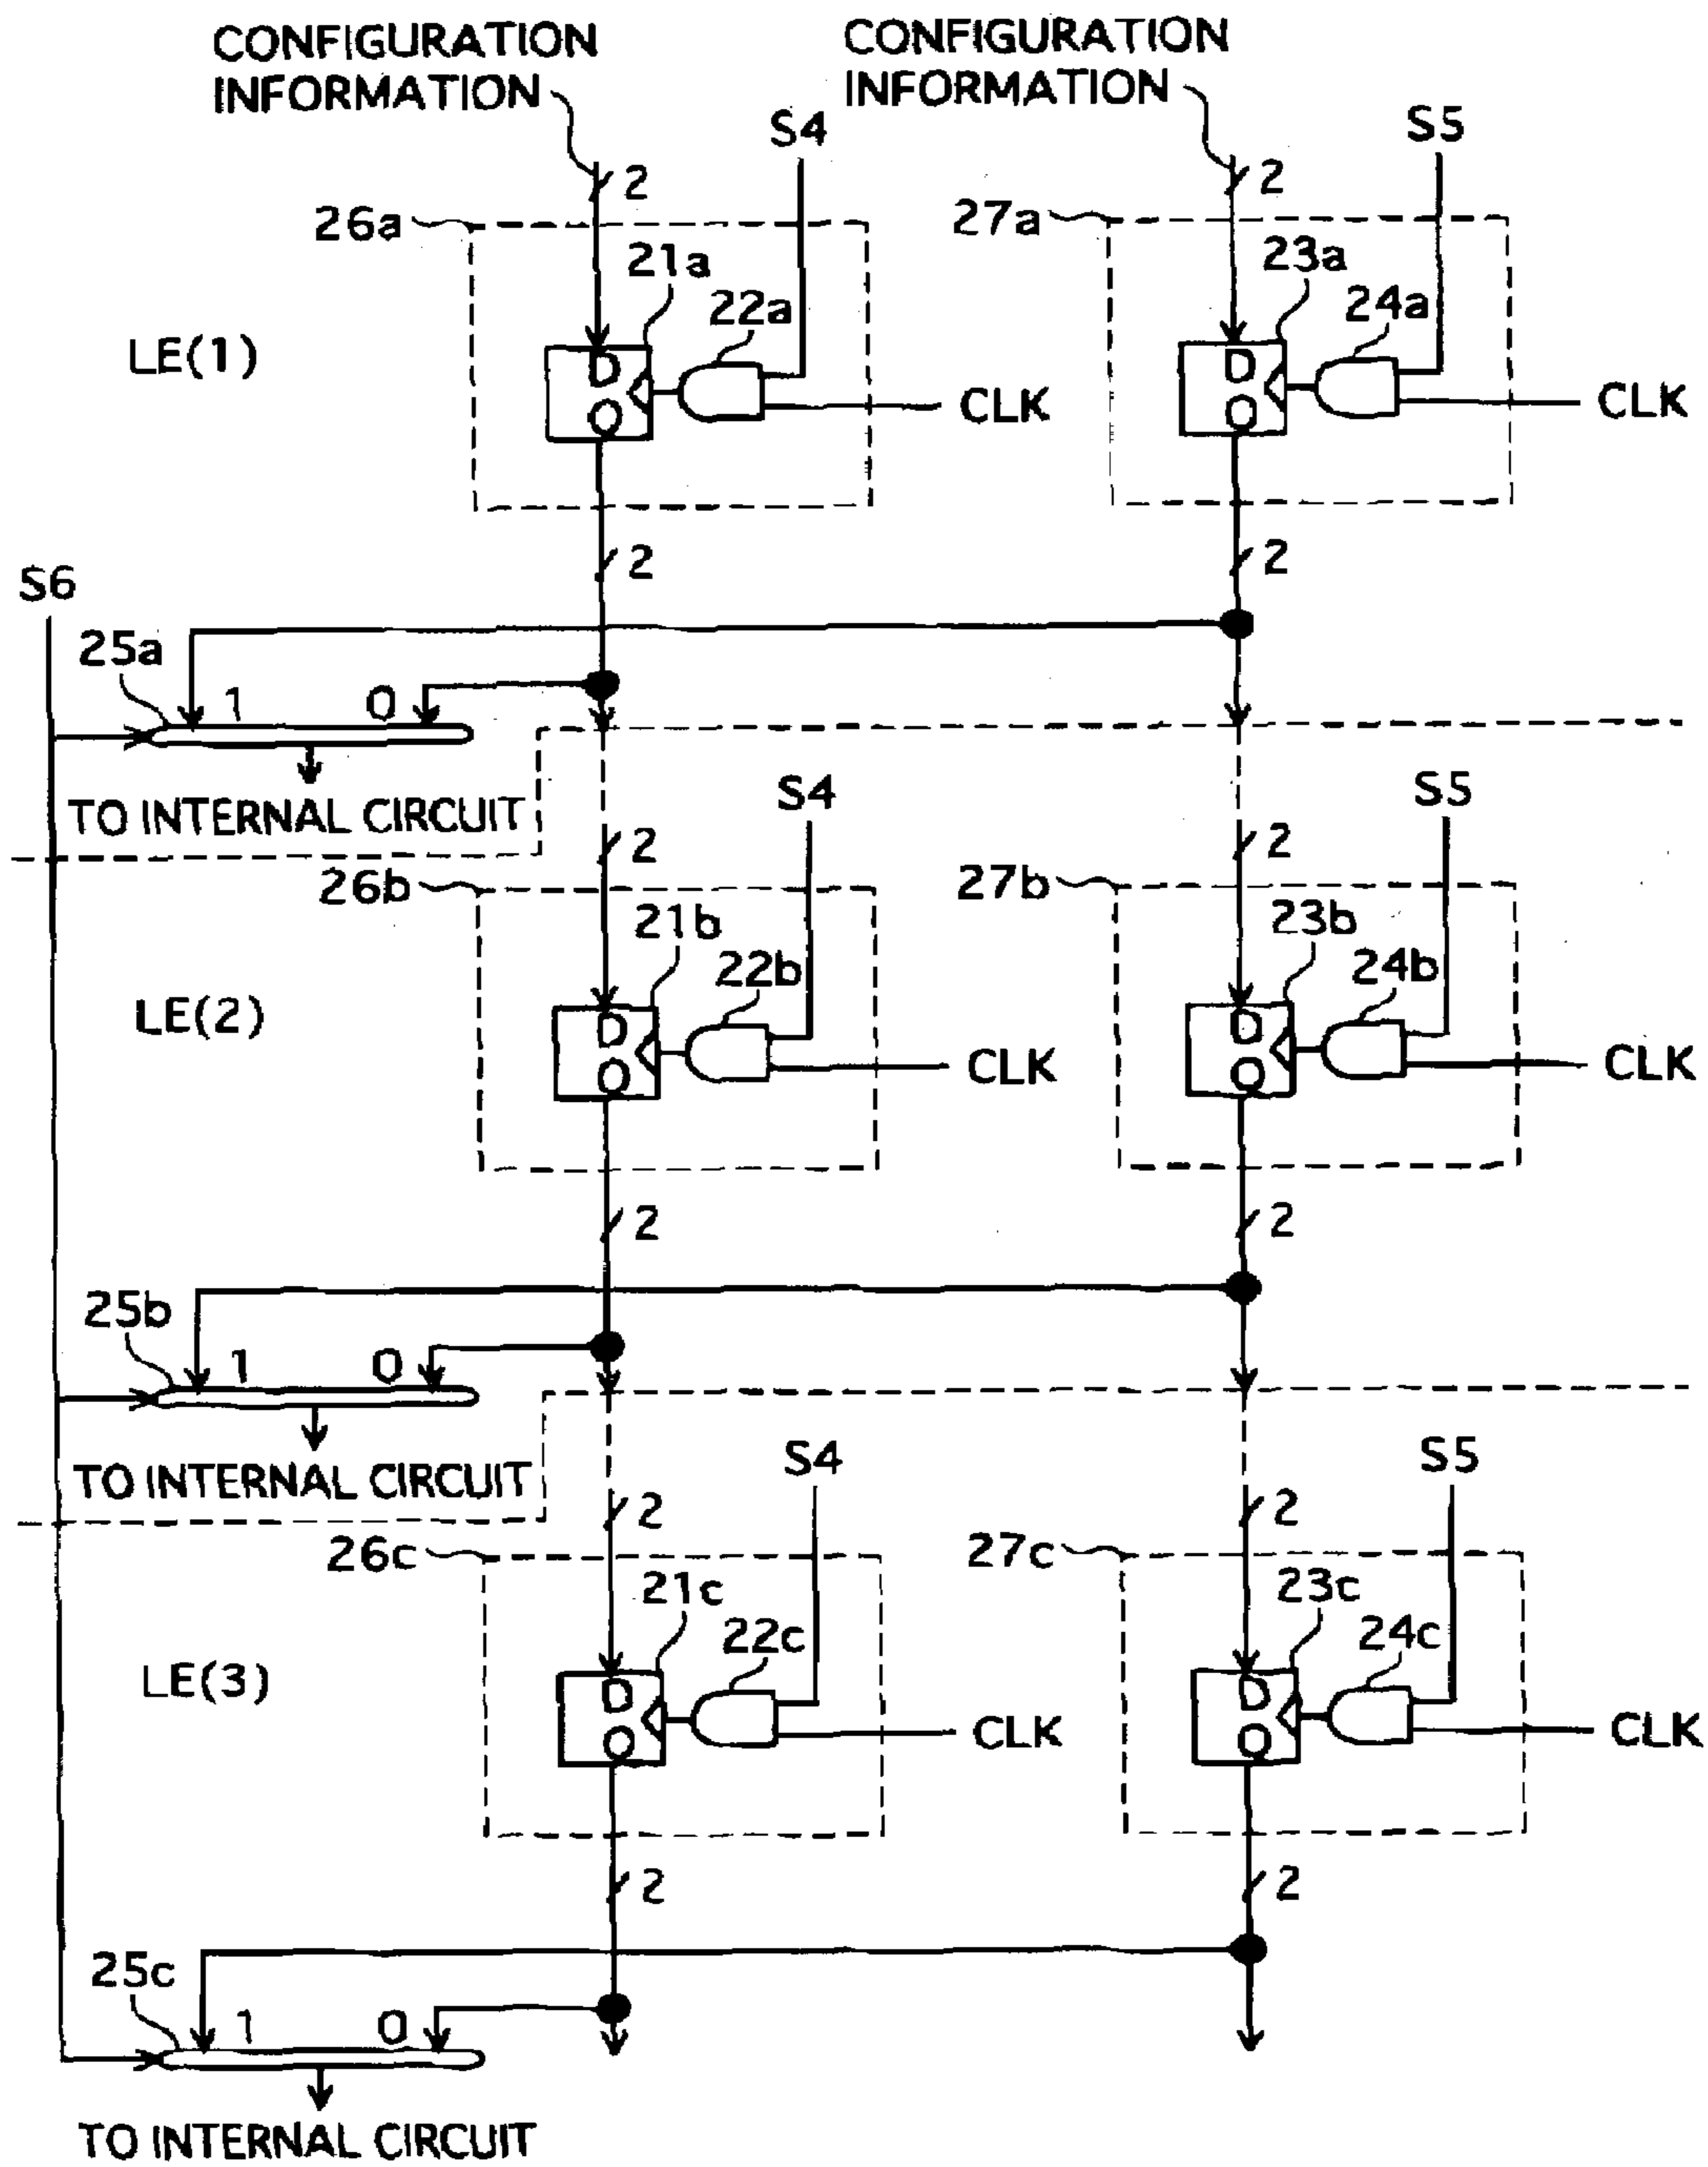 CONFIGURATION
INFORMATION
CONFIGURATION
INFORMATION
S4
S5
2
2
26a
27a
21a
23a
22a
24a
LE(1)
D
Q
D
Q
CLK
CLK
2
2
S6
25a
1
0
TO INTERNAL CIRCUIT
S4
S5
2
2
26b
27b
21b
23b
22b
24b
LE(2)
D
Q
D
Q
CLK
CLK
2
2
25b
1
0
TO INTERNAL CIRCUIT
S4
S5
2
2
26c
27c
21c
23c
22c
24c
LE(3)
D
Q
D
Q
CLK
CLK
2
2
25c
1
0
TO INTERNAL CIRCUIT